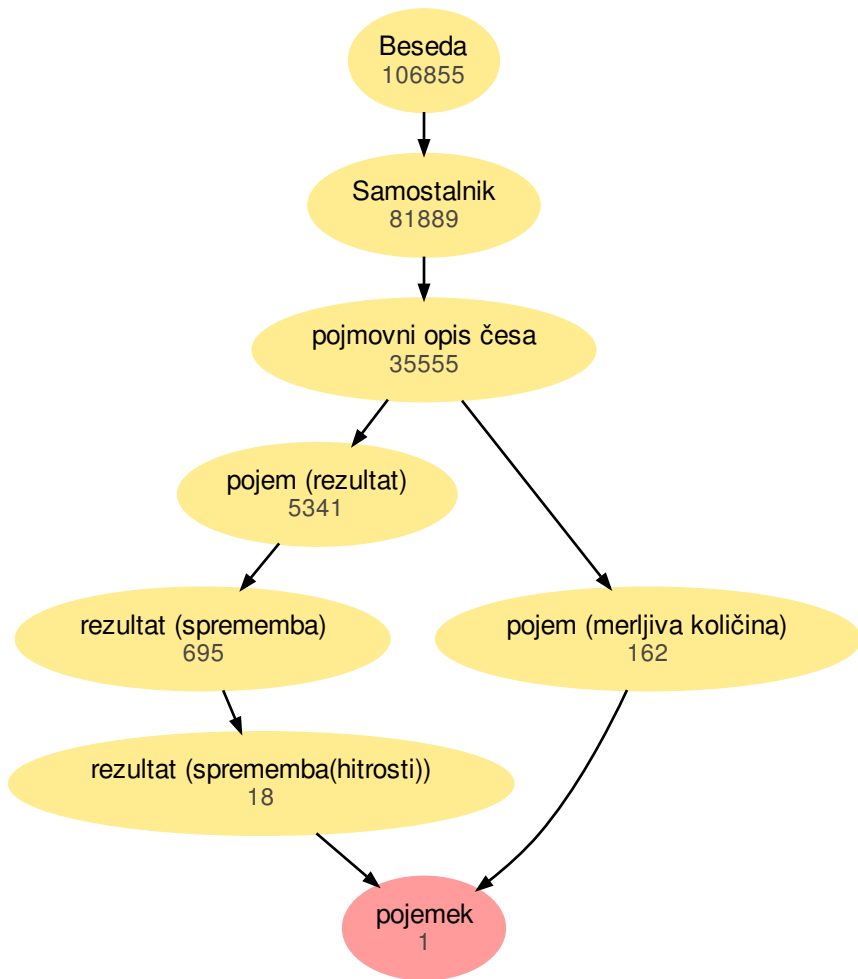 Beseda
106855
Samostalnik
81889
pojmovni opis česa
35555
pojem (rezultat)
5341
rezultat (sprememba)
695
pojem (merljiva količina)
162
rezultat (sprememba(hitrosti))
18
pojemek
1